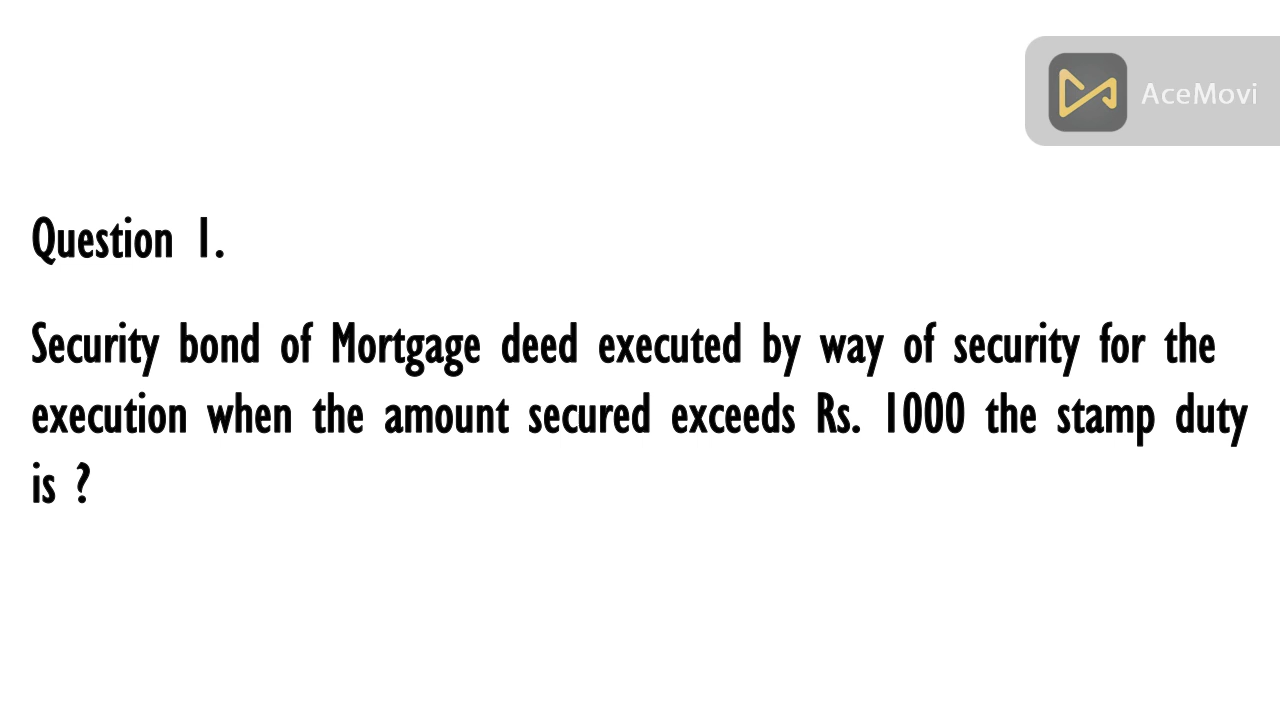 AceMovi
Question 1.
Security bond of Mortgage deed executed by way of security for the
execution when the amount secured exceeds Rs. 1000 the stamp duty
is ?